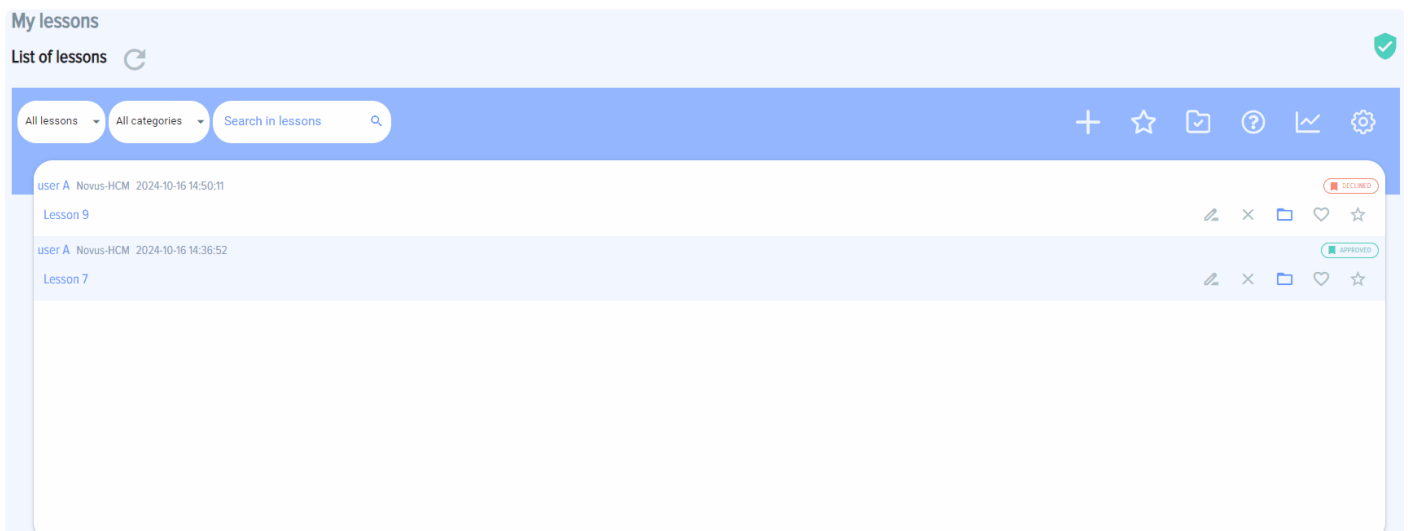 My lessons
List of lessons
All lessons All categories Search in lessons
user A Novus-HCM 2024-10-16 14:50:11 DECLINED
Lesson 9
user A Novus-HCM 2024-10-16 14:36:52 APPROVED
Lesson 7